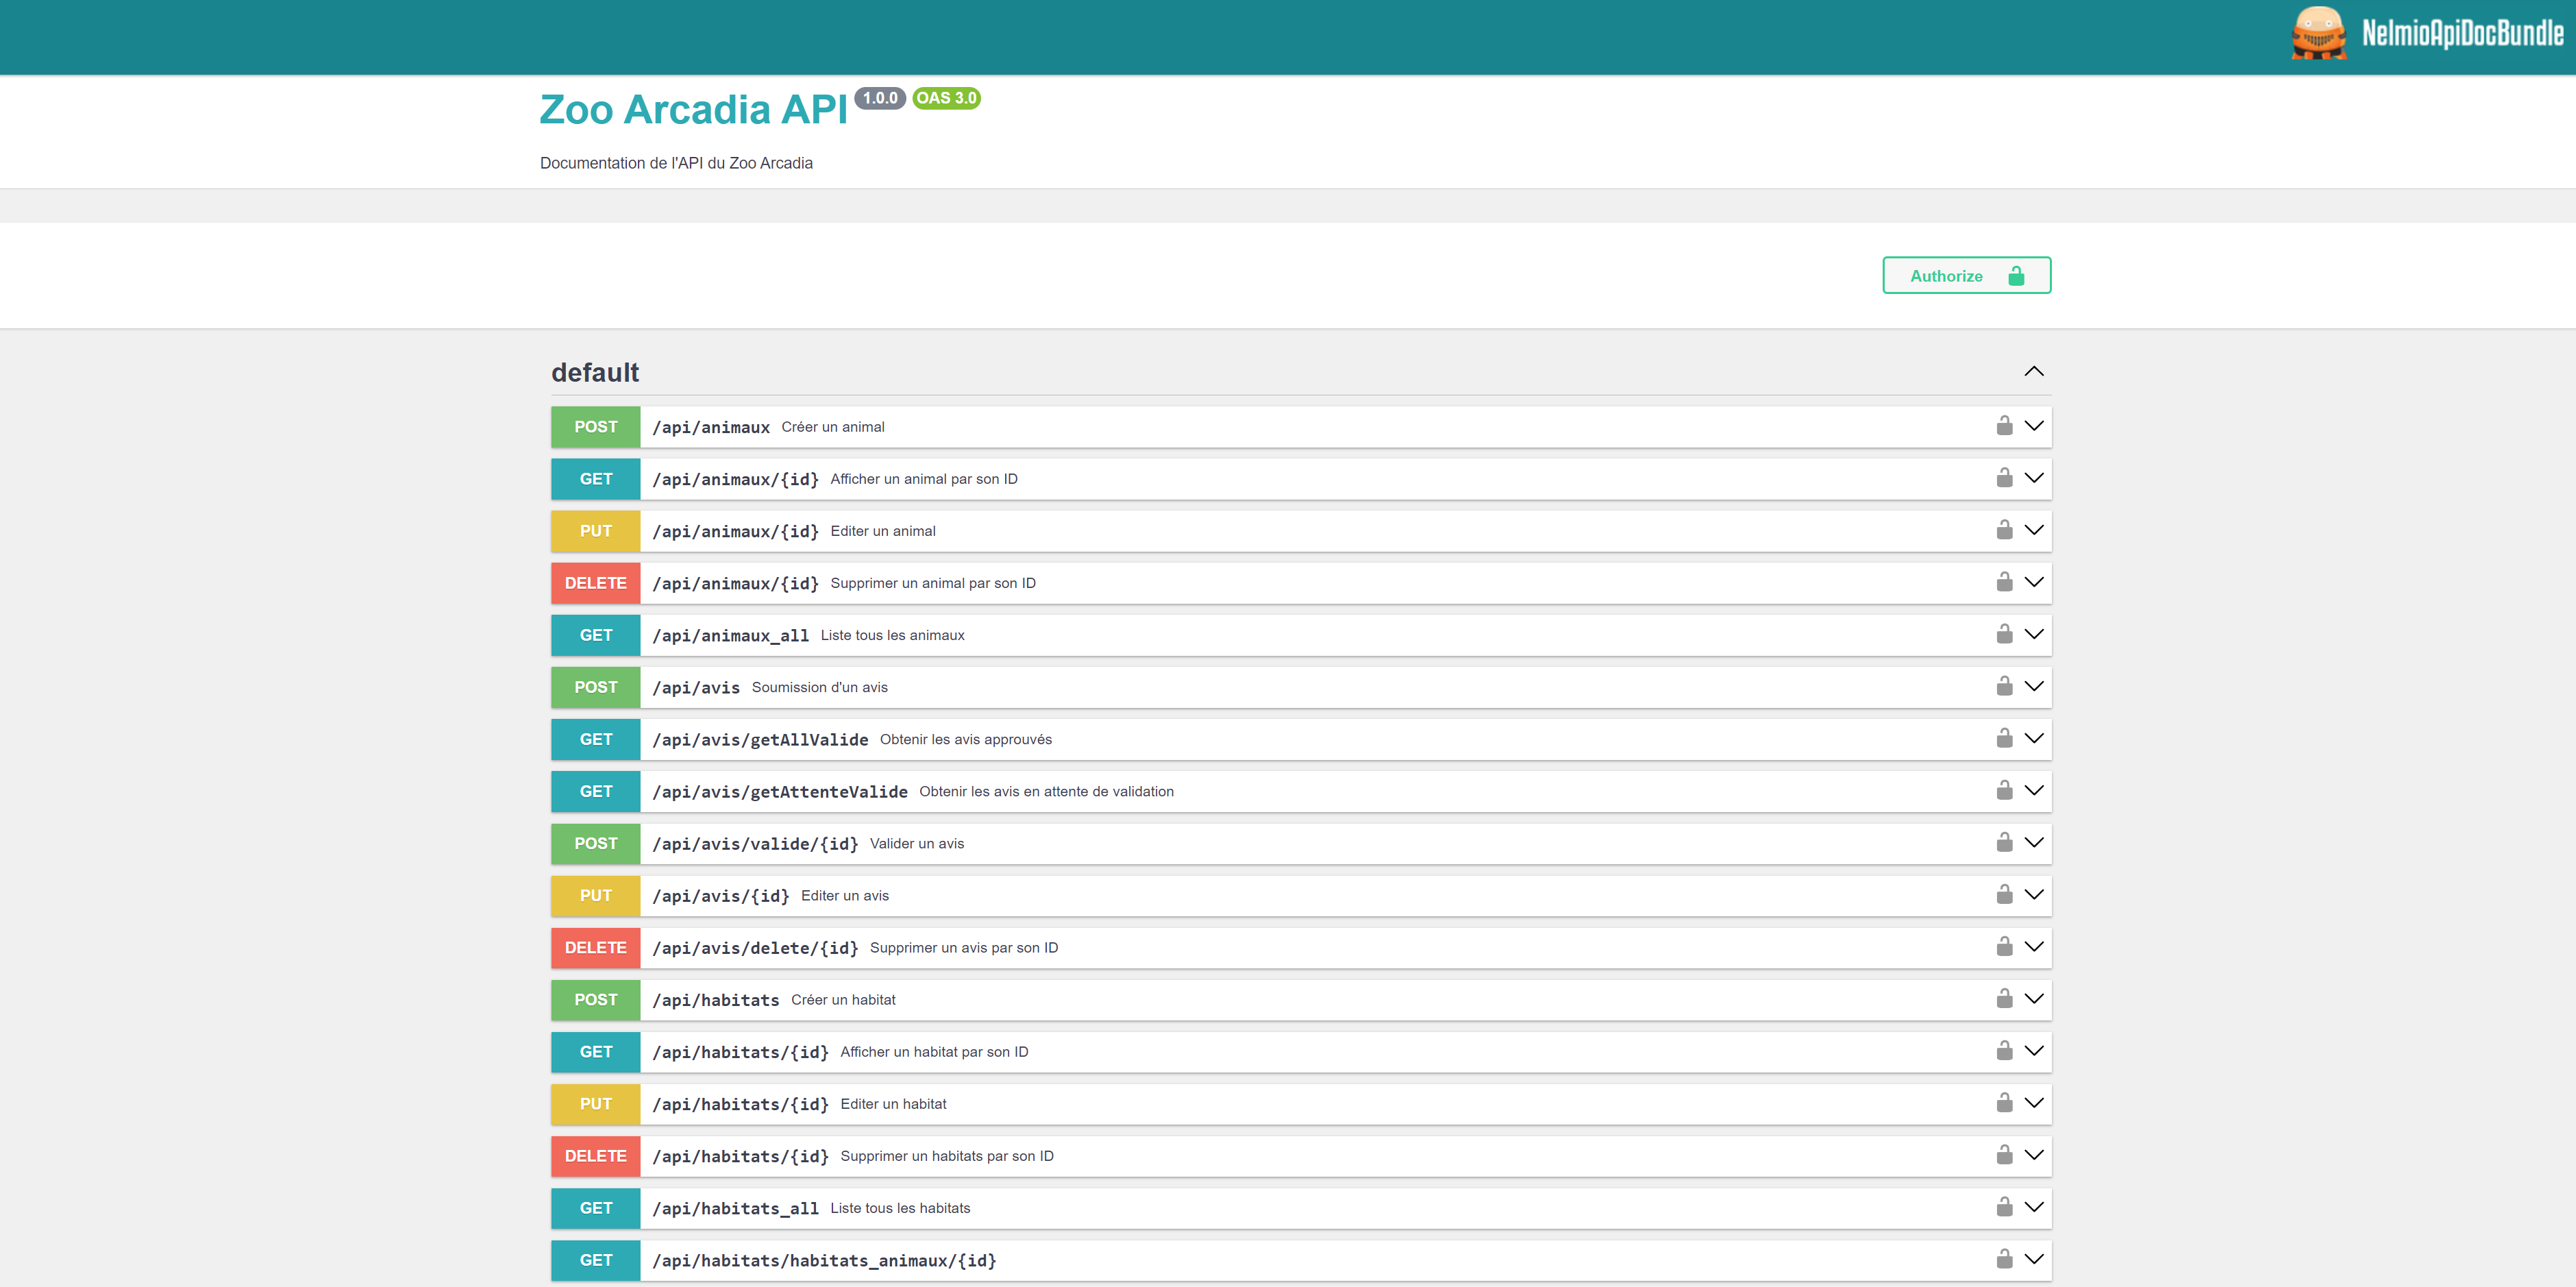 NelmioApiDocBundle
Zoo Arcadia API 1.0.0 OAS 3.0
Documentation de l'API du Zoo Arcadia
Authorize
default
POST /api/animaux Créer un animal
GET /api/animaux/{id} Afficher un animal par son ID
PUT /api/animaux/{id} Editer un animal
DELETE /api/animaux/{id} Supprimer un animal par son ID
GET /api/animaux_all Liste tous les animaux
POST /api/avis Soumission d'un avis
GET /api/avis/getAllValide Obtenir les avis approuvés
GET /api/avis/getAttenteValide Obtenir les avis en attente de validation
POST /api/avis/valide/{id} Valider un avis
PUT /api/avis/{id} Editer un avis
DELETE /api/avis/delete/{id} Supprimer un avis par son ID
POST /api/habitats Créer un habitat
GET /api/habitats/{id} Afficher un habitat par son ID
PUT /api/habitats/{id} Editer un habitat
DELETE /api/habitats/{id} Supprimer un habitats par son ID
GET /api/habitats_all Liste tous les habitats
GET /api/habitats/habitats_animaux/{id}